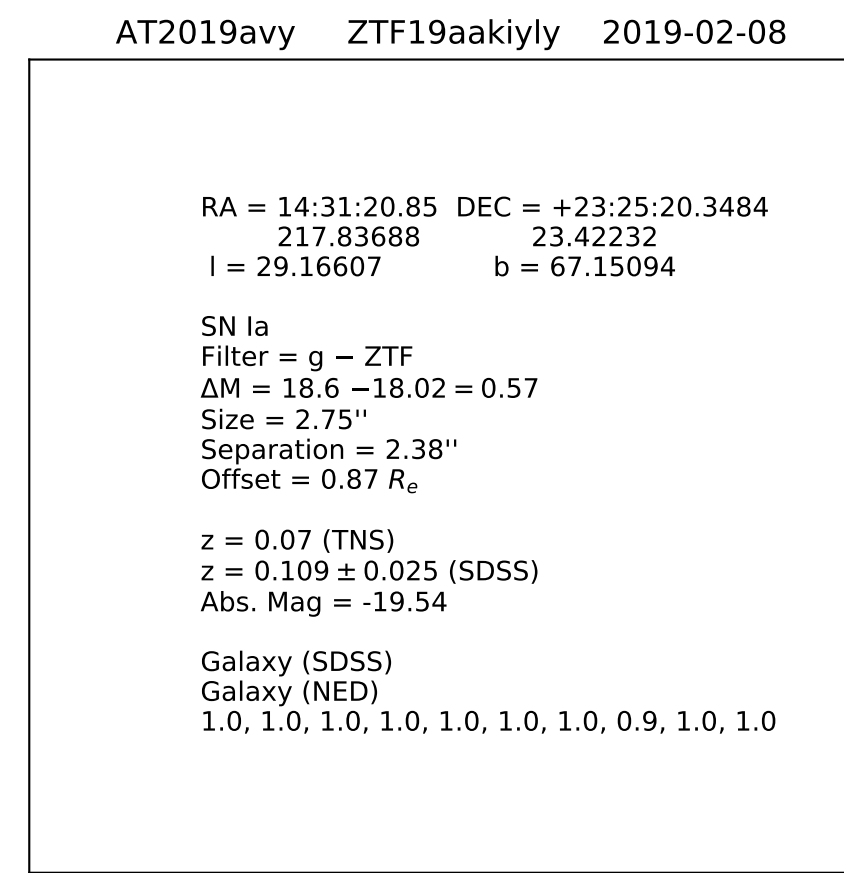 AT2019avy ZTF19aakiyly 2019-02-08
RA = 14:31:20.85 DEC = +23:25:20.3484
217.83688 23.42232
l = 29.16607 b = 67.15094
SN Ia
Filter = g − ZTF
ΔM = 18.6 −18.02 = 0.57
Size = 2.75''
Separation = 2.38''
Offset = 0.87 Re
z = 0.07 (TNS)
z = 0.109 ± 0.025 (SDSS)
Abs. Mag = -19.54
Galaxy (SDSS)
Galaxy (NED)
1.0, 1.0, 1.0, 1.0, 1.0, 1.0, 1.0, 0.9, 1.0, 1.0